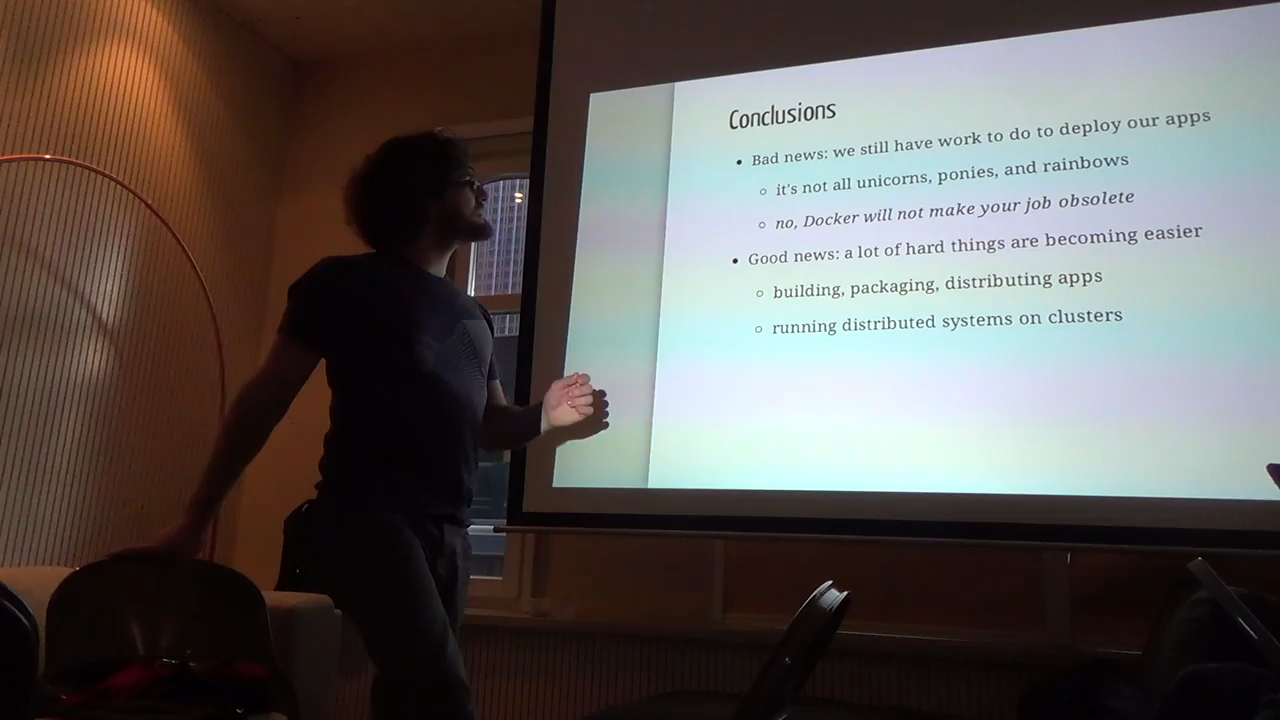 Conclusions
• Bad news: we still have work to do to deploy our apps
○ it's not all unicorns, ponies, and rainbows
○ no, Docker will not make your job obsolete
• Good news: a lot of hard things are becoming easier
○ building, packaging, distributing apps
○ running distributed systems on clusters